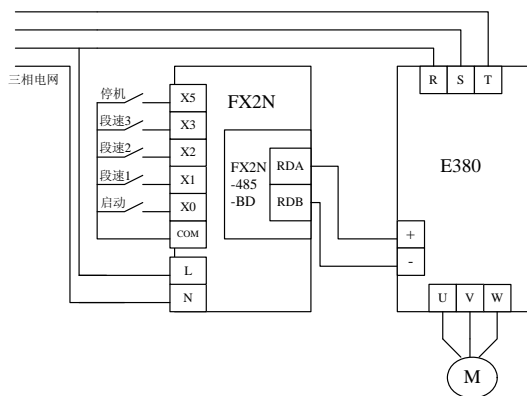 三相电网
停机
段速3
段速2
段速1
启动
X5
X3
X2
X1
X0
COM
L
N
FX2N
FX2N
-485
-BD
RDA
RDB
R S T
E380
+
-
U V W
M